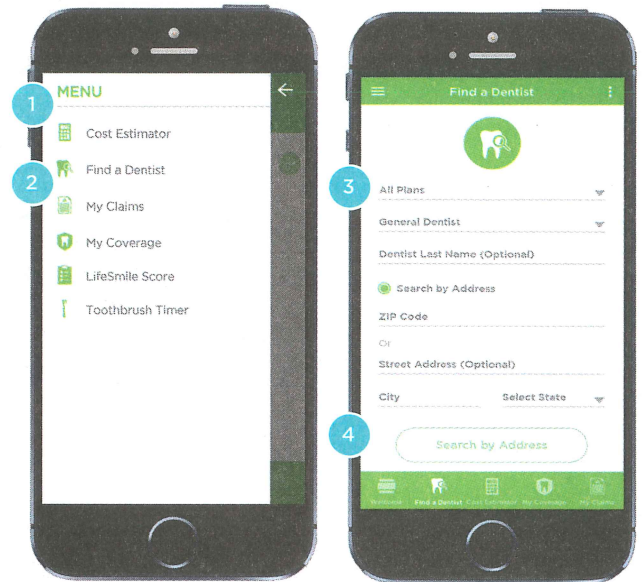 1
MENU
Cost Estimator
2
Find a Dentist
My Claims
My Coverage
LifeSmile Score
Toothbrush Timer
Find a Dentist
3
All Plans
General Dentist
Dentist Last Name (Optional)
Search by Address
ZIP Code
Or
Street Address (Optional)
City Select State
4
Search by Address
Find a Dentist Cost Estimator My Coverage My Claims